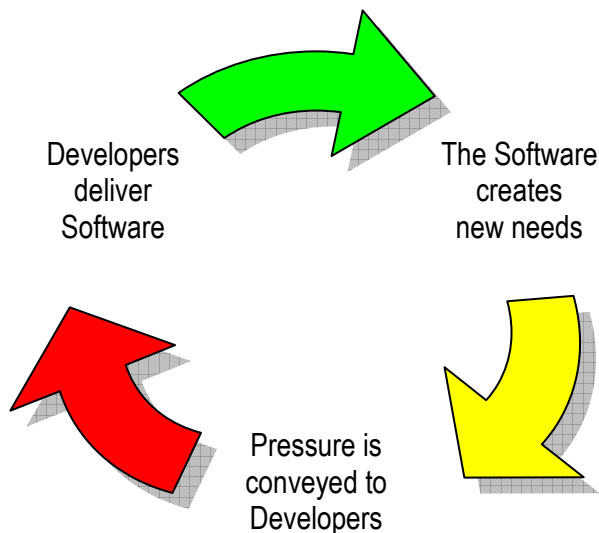 Developers
deliver
Software
The Software
creates
new needs
Pressure is
conveyed to
Developers